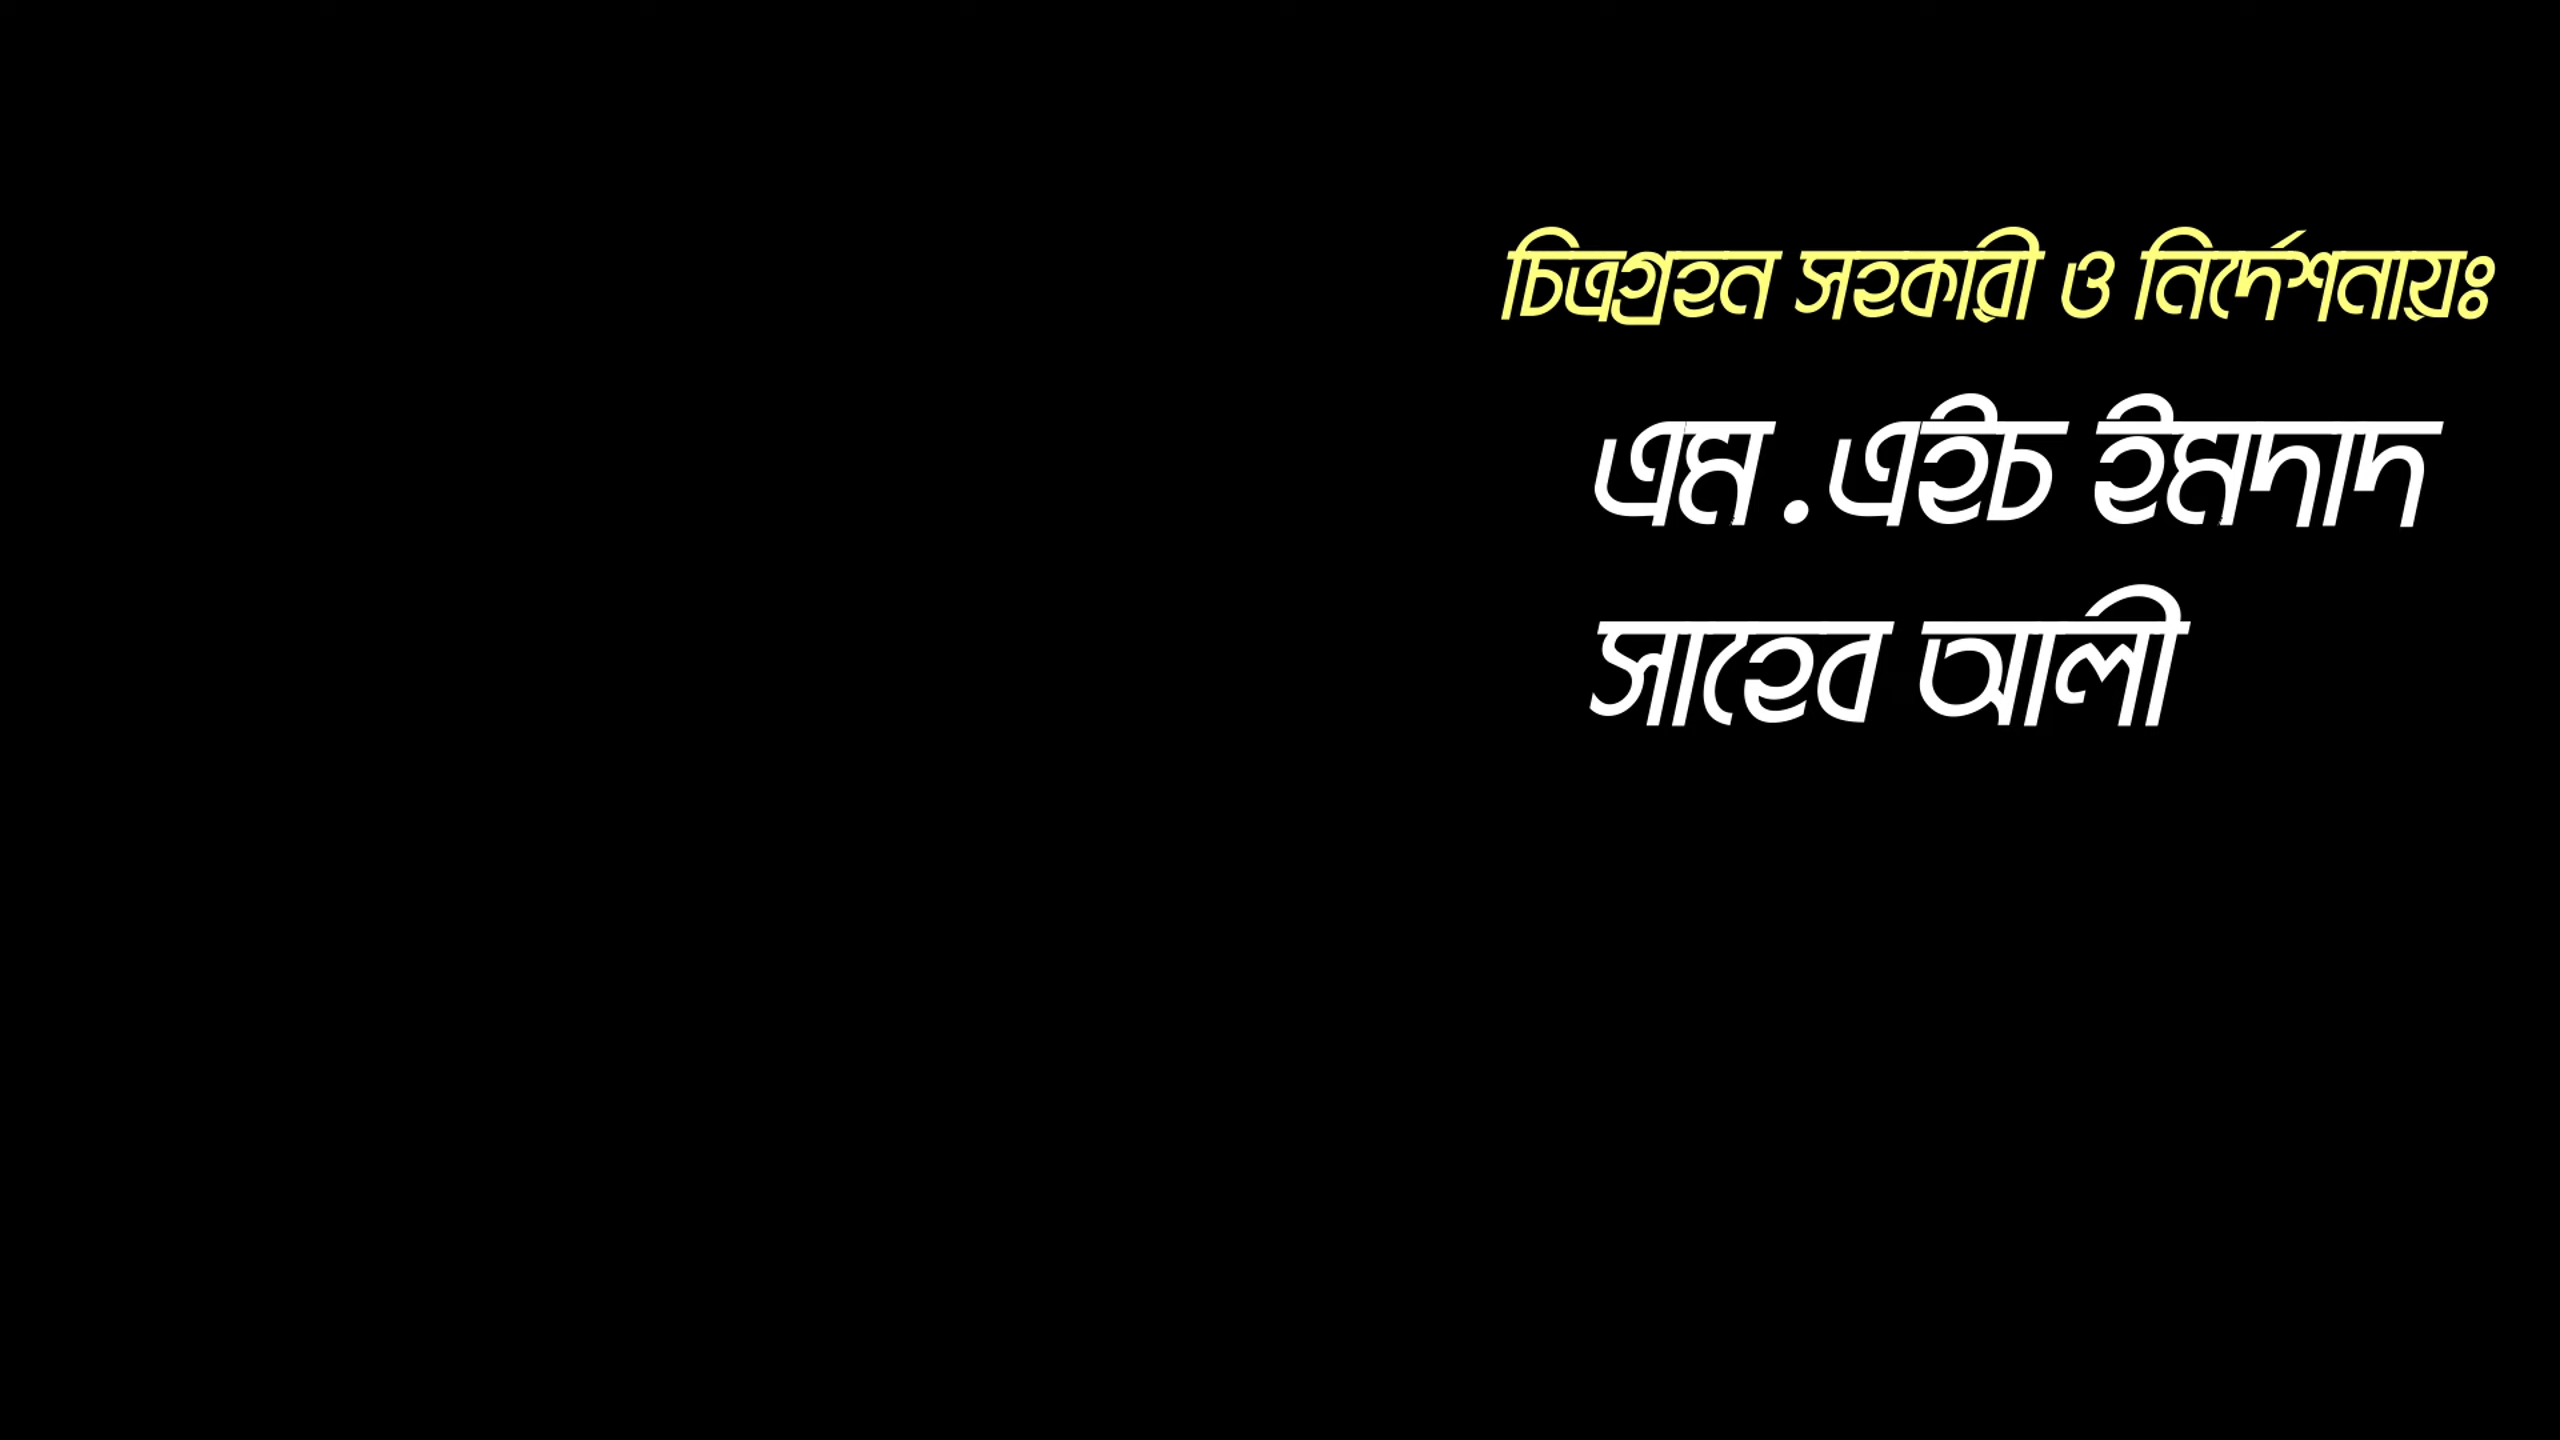 চিত্রগ্রহন সহকারী ও নির্দেশনায়ঃ
এম.এইচ ইমদাদ
সাহেব আলী